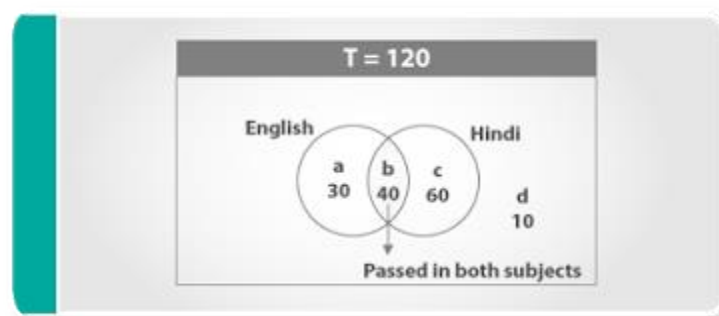 T = 120
English
Hindi
a
b
c
30
40
60
d
10
Passed in both subjects